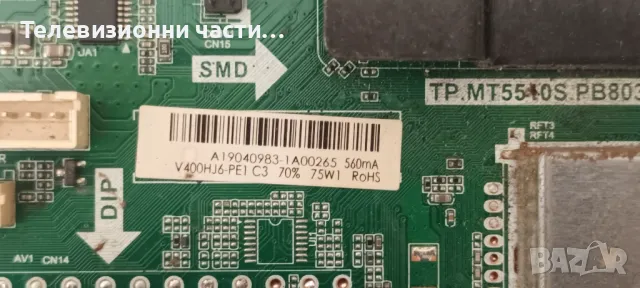 Телевизионни части...
JA1
CN15
SMD
TP.MT5510S.PB803
RFT3
RFT4
A19040983-1A00265 560mA
V400HJ6-PE1 C3 70% 75W1 RoHS
DIP
AV1 CN14
BAZAR